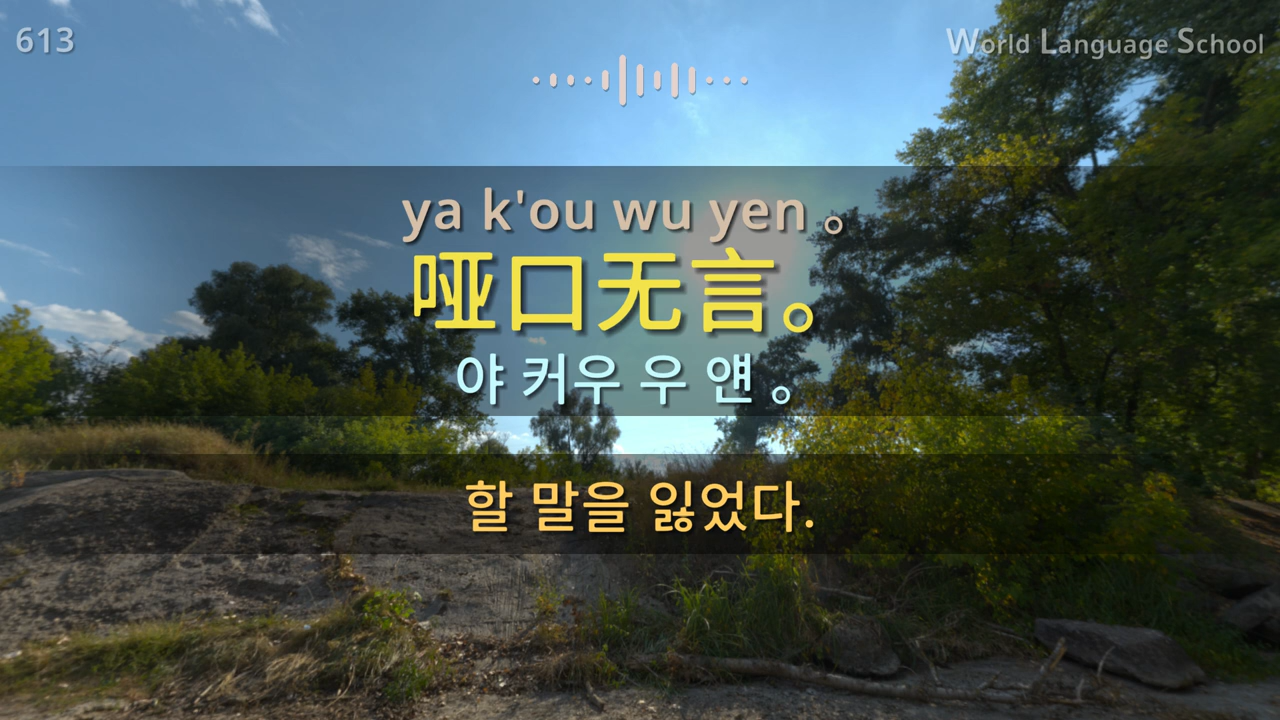 613
World Language School
ya k'ou wu yen 。
哑口无言。
야 커우 우 얜 。
할 말을 잃었다.